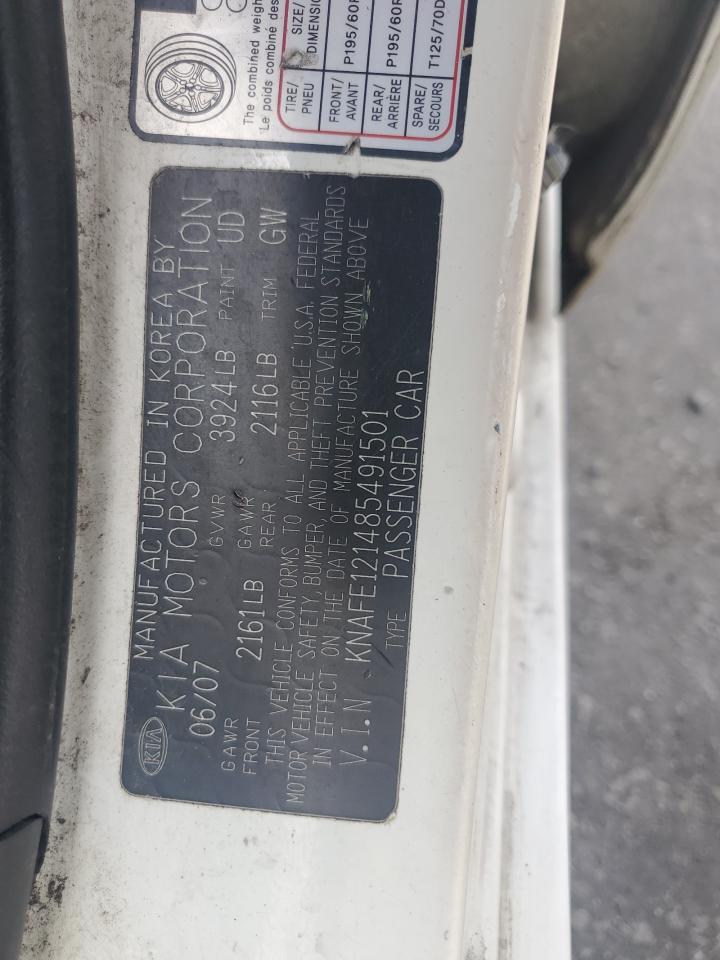 The combined weigh
Le poids combiné des
TIRE/ PNEU SIZE/ DIMENSIO
FRONT/ AVANT P195/60R
REAR/ ARRIÈRE P195/60R
SPARE/ SECOURS T125/70D
MANUFACTURED IN KOREA BY
KIA KIA MOTORS CORPORATION
06/07 GVWR 3924LB PAINT UD
GAWR FRONT 2161LB GAWR REAR 2116LB TRIM GW
THIS VEHICLE CONFORMS TO ALL APPLICABLE U.S.A. FEDERAL
MOTOR VEHICLE SAFETY, BUMPER, AND THEFT PREVENTION STANDARDS
IN EFFECT ON THE DATE OF MANUFACTURE SHOWN ABOVE
V.I.N KNAFE121485491501
TYPE PASSENGER CAR